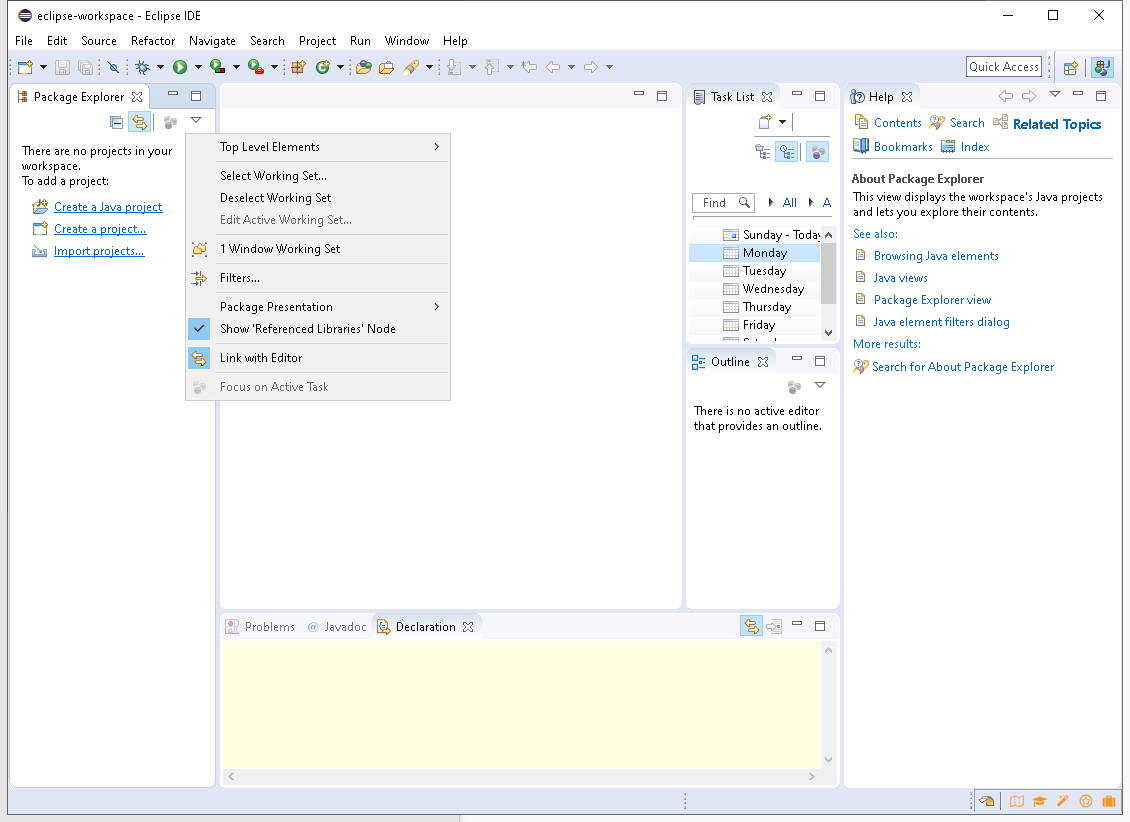 eclipse-workspace - Eclipse IDE
File Edit Source Refactor Navigate Search Project Run Window Help
Quick Access
Package Explorer
There are no projects in your
workspace.
To add a project:
Create a Java project
Create a project...
Import projects...
Top Level Elements
Select Working Set...
Deselect Working Set
Edit Active Working Set...
1 Window Working Set
Filters...
Package Presentation
Show 'Referenced Libraries' Node
Link with Editor
Focus on Active Task
Task List
Find All A
Sunday - Today
Monday
Tuesday
Wednesday
Thursday
Friday
Outline
There is no active editor
that provides an outline.
Help
Contents Search Related Topics
Bookmarks Index
About Package Explorer
This view displays the workspace's Java projects
and lets you explore their contents.
See also:
Browsing Java elements
Java views
Package Explorer view
Java element filters dialog
More results:
Search for About Package Explorer
Problems @ Javadoc Declaration